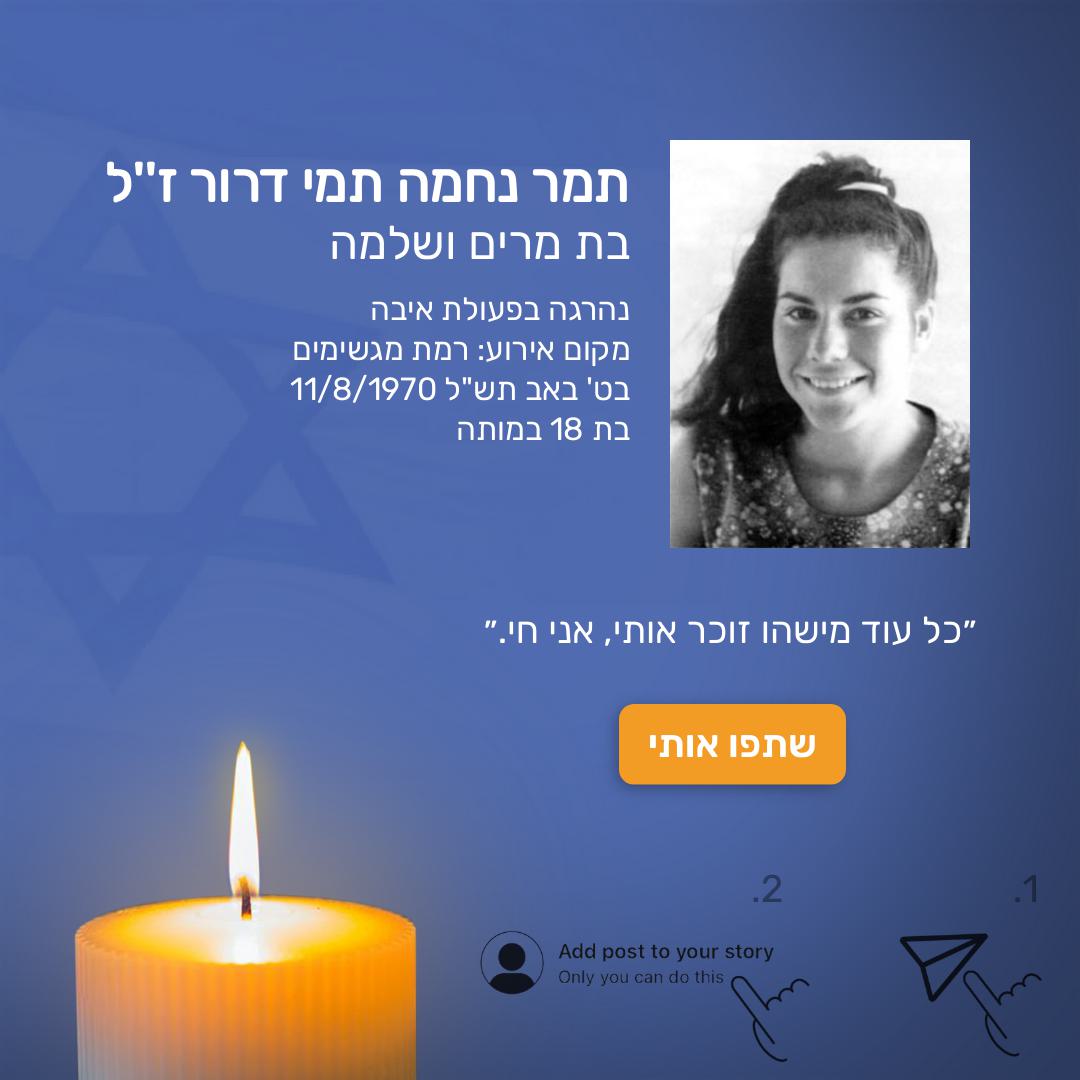 תמר נחמה תמי דרור ז"ל
בת מרים ושלמה
נהרגה בפעולת איבה
מקום אירוע: רמת מגשימים
בט' באב תש"ל 11/8/1970
בת 18 במותה
״כל עוד מישהו זוכר אותי, אני חי.״
שתפו אותי
.1
.2
Add post to your story
Only you can do this